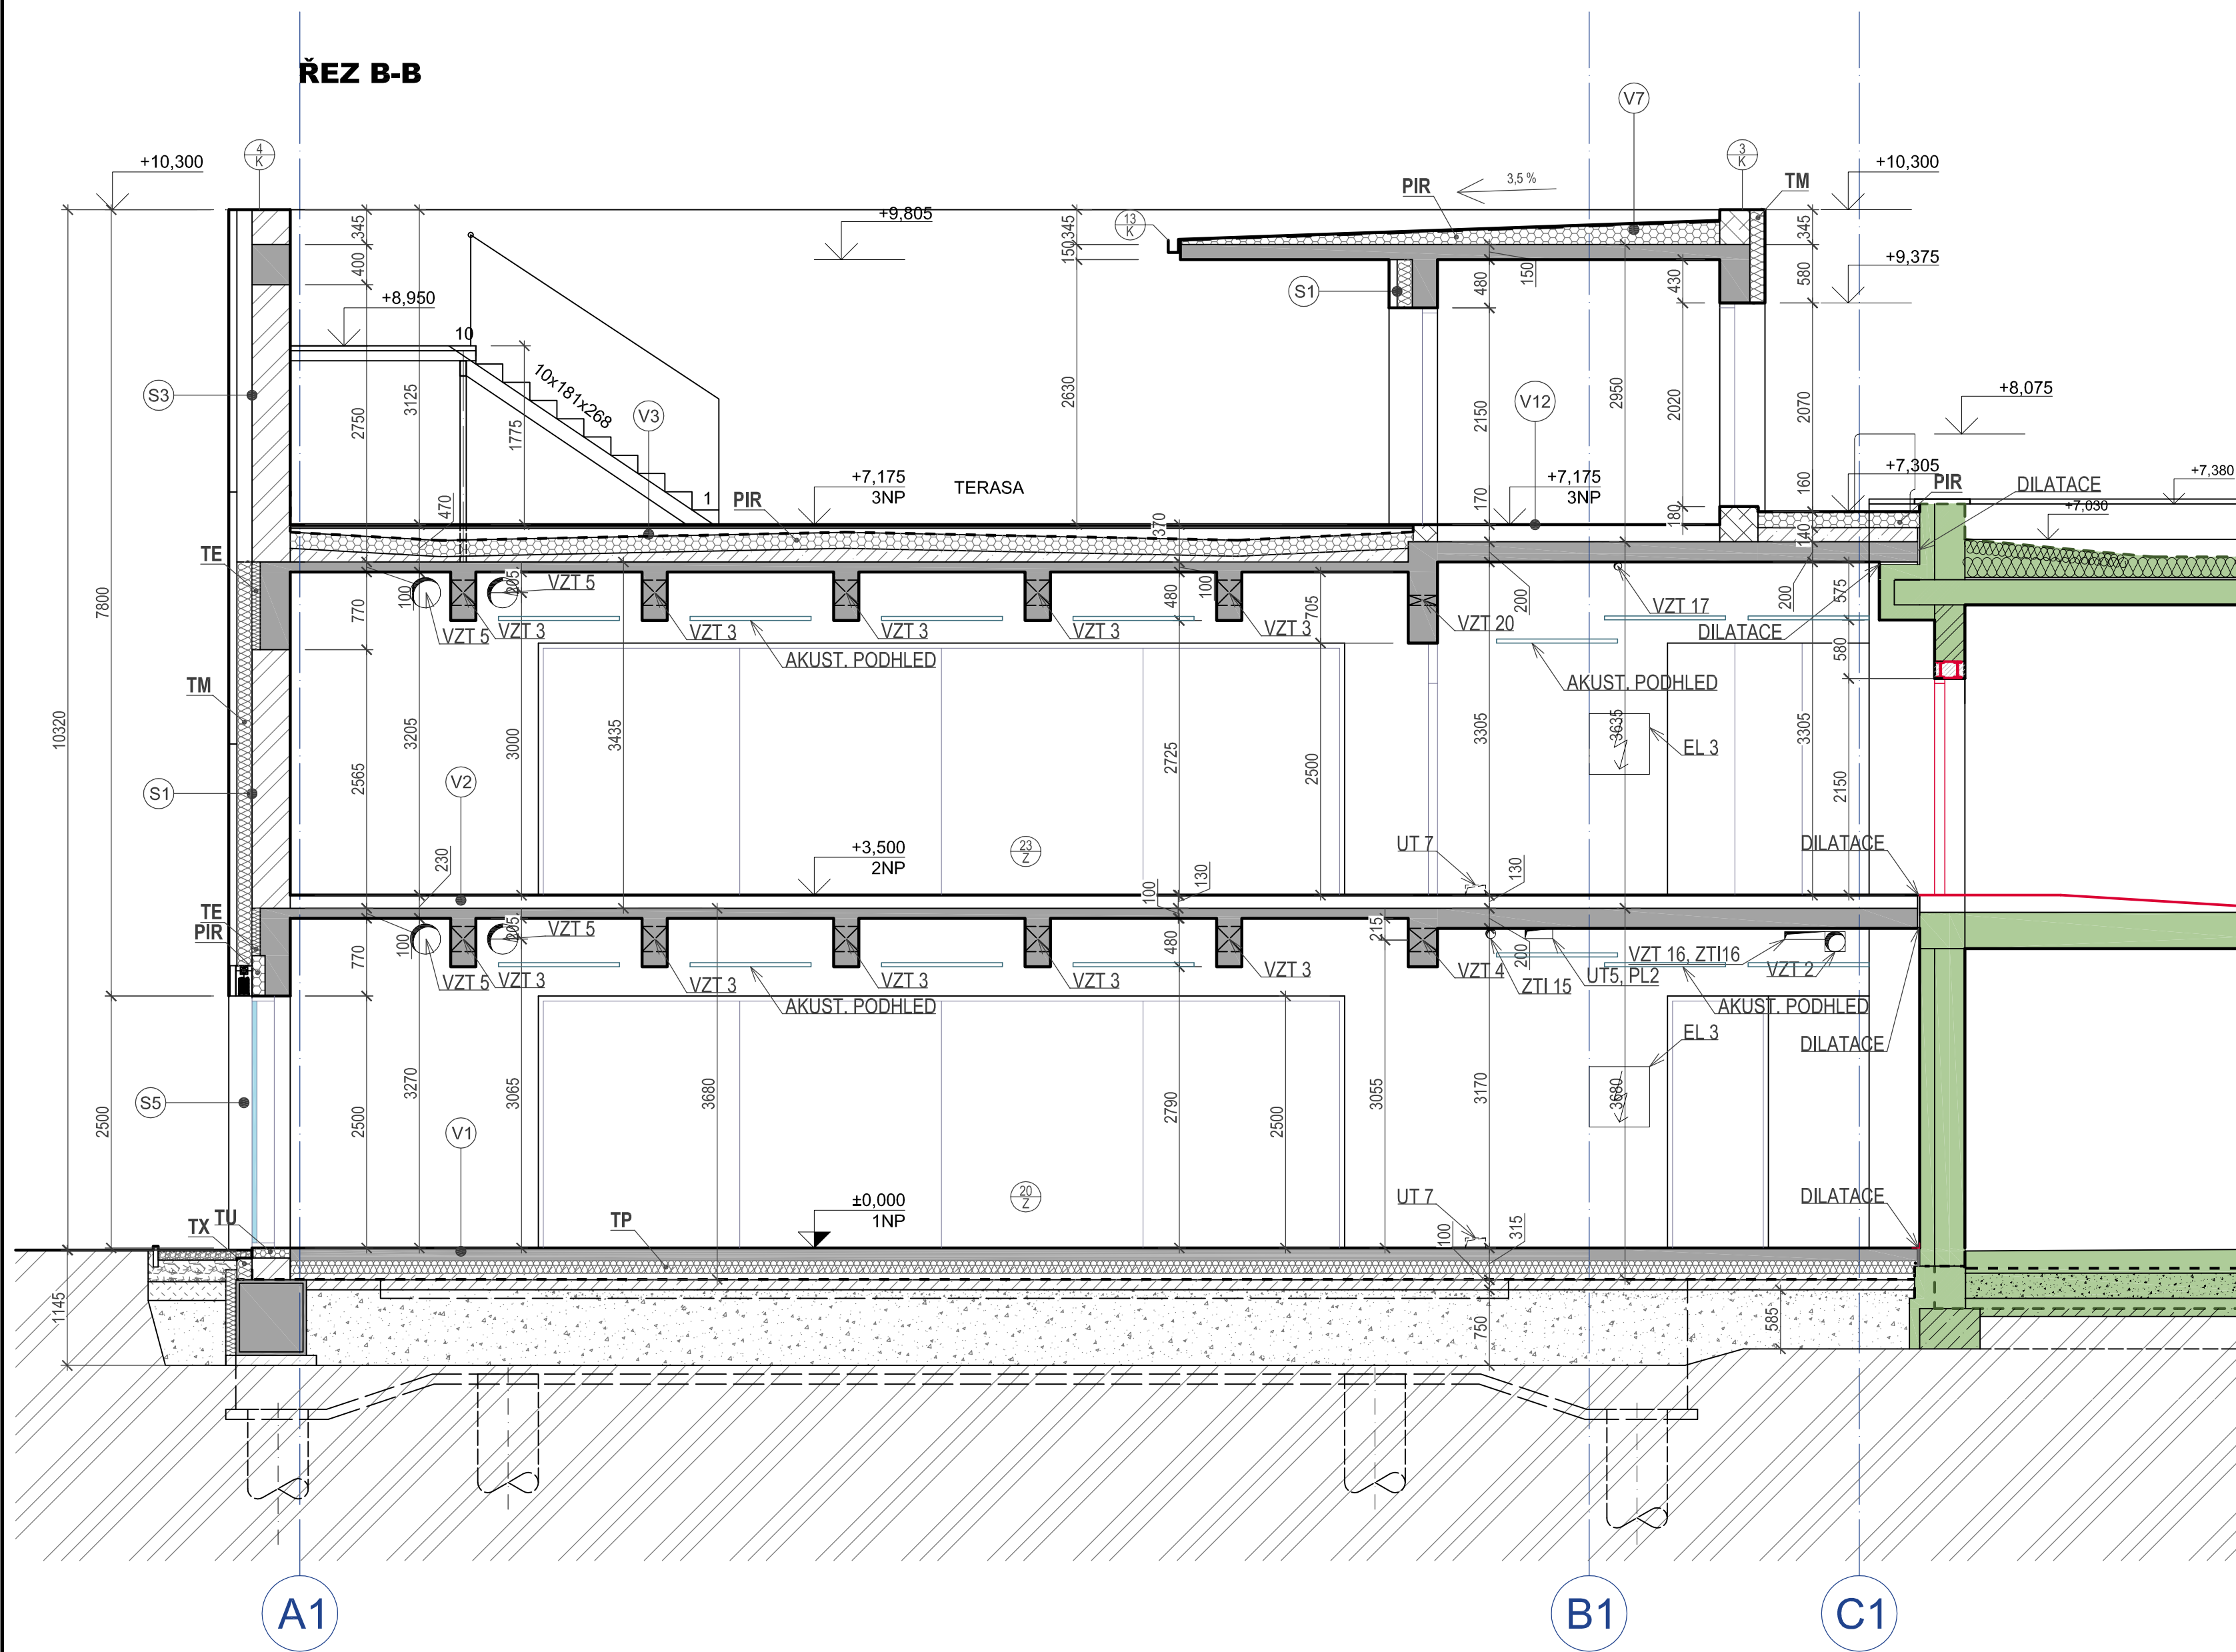 ŘEZ B-B
V7
4
K
3
K
+10,300
+10,300
TM
PIR
3,5 %
345
345
345
345
+9,805
13
K
150
+9,375
400
580
480
150
430
S1
+8,950
10
10x181x268
S3
V3
V12
+8,075
2750
3125
1775
2630
2150
2950
2020
2070
+7,175
3NP
TERASA
+7,175
3NP
+7,305
PIR
DILATACE
+7,380
+7,030
1
PIR
470
370
170
180
160
140
TE
VZT 5
205
100
770
VZT 5
VZT 3
VZT 3
VZT 3
VZT 3
VZT 3
100
480
705
200
VZT 20
VZT 17
200
575
DILATACE
580
AKUST. PODHLED
AKUST. PODHLED
7800
10320
TM
3205
3000
3435
2565
2725
2500
3305
3635
3305
2150
EL 3
V2
S1
+3,500
2NP
23
Z
UT 7
DILATACE
230
130
130
100
TE
PIR
VZT 5
205
100
770
VZT 5
VZT 3
VZT 3
VZT 3
VZT 3
VZT 3
480
215
VZT 4
200
ZTI 15
UT5, PL2
VZT 16, ZTI16
VZT 2
AKUST. PODHLED
AKUST. PODHLED
EL 3
DILATACE
S5
2500
2500
3270
3065
3680
2790
2500
3055
3170
3680
V1
±0,000
1NP
20
Z
UT 7
DILATACE
TX
TU
TP
100
315
1145
750
585
A1
B1
C1